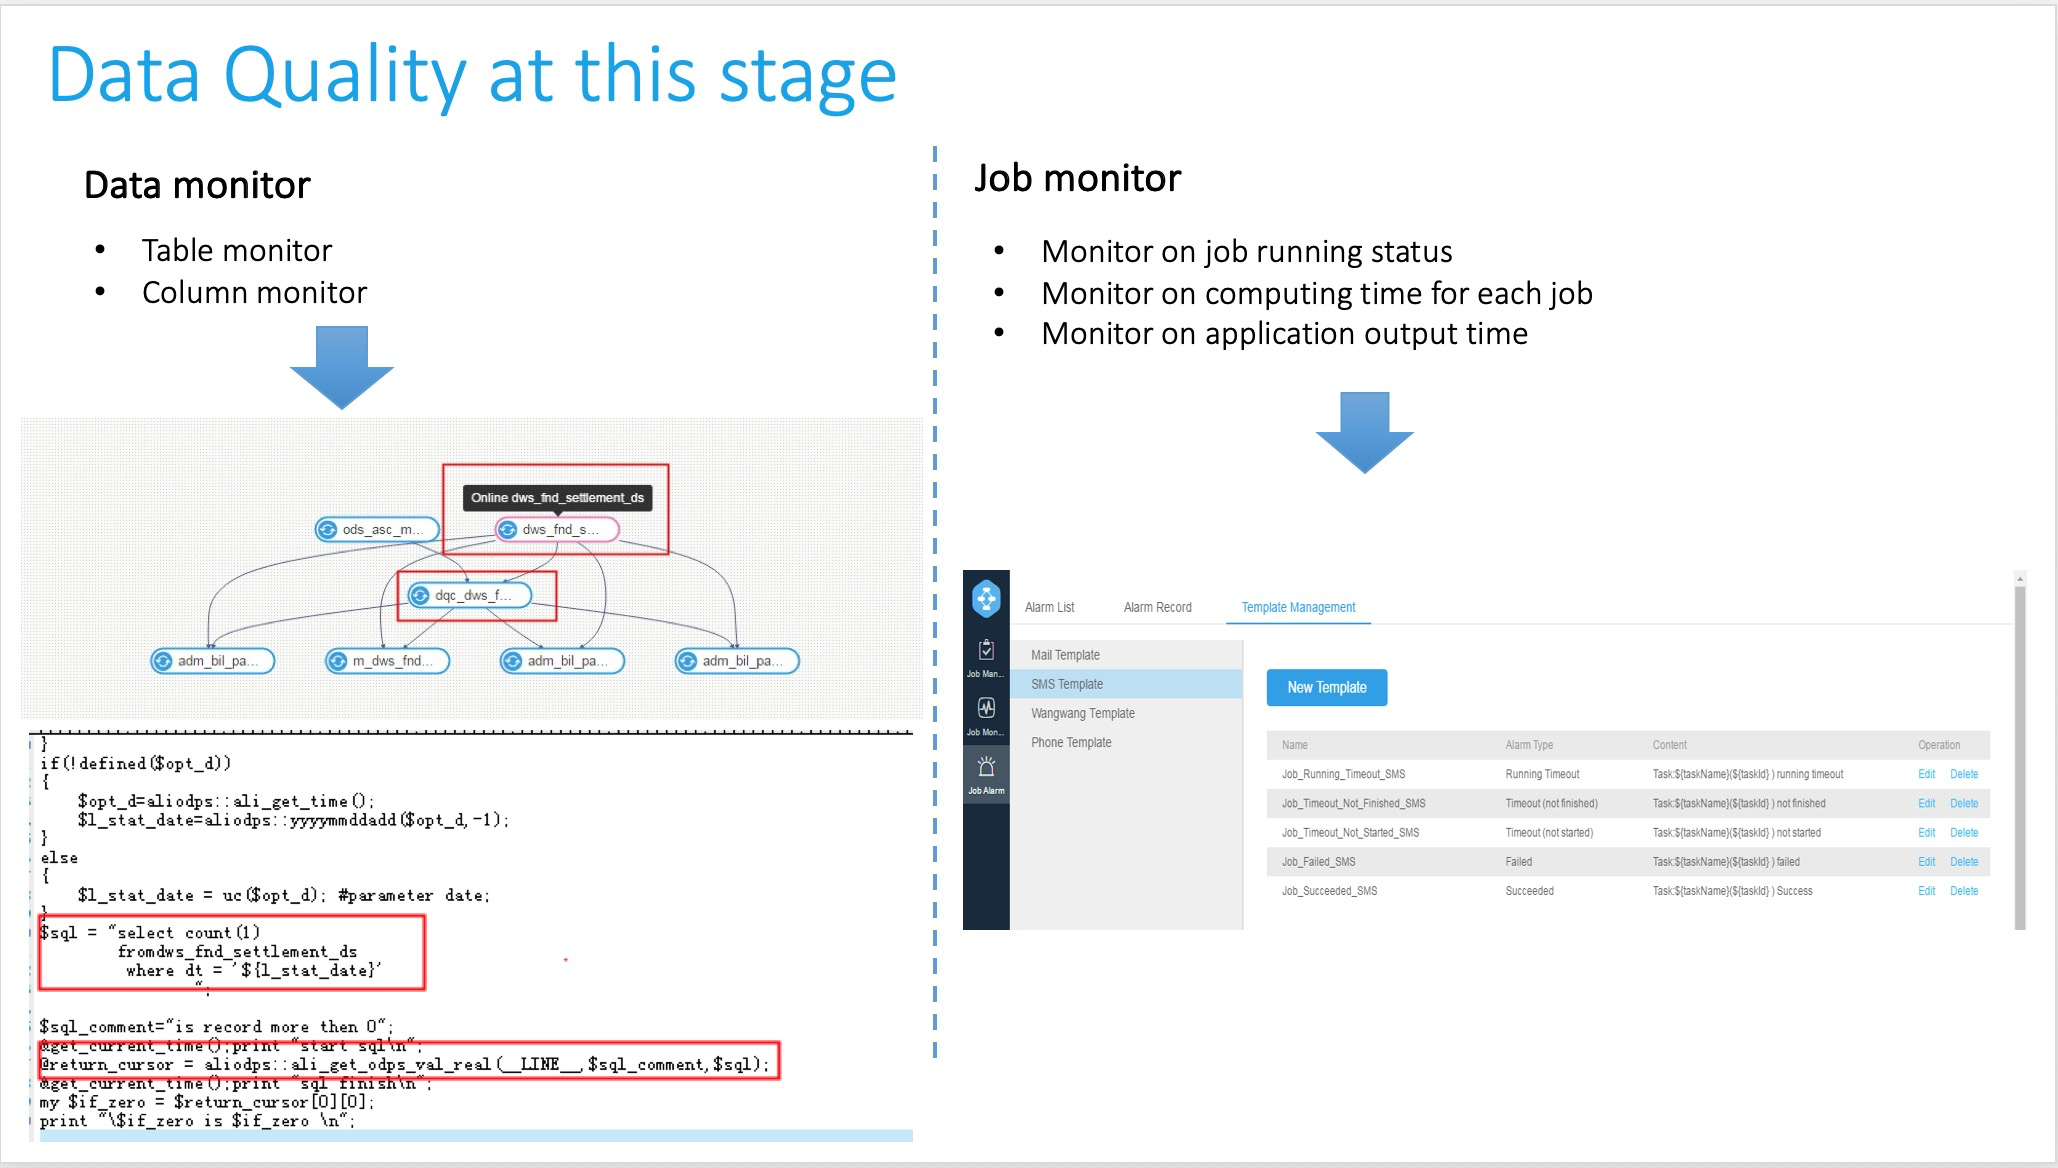 Data Quality at this stage
Data monitor
• Table monitor
• Column monitor
Online dws_fnd_settlement_ds
ods_asc_m...
dws_fnd_s...
dqc_dws_f...
adm_bil_pa...
m_dws_fnd...
adm_bil_pa...
adm_bil_pa...
}
if(!defined($opt_d))
{
$opt_d=aliodps::ali_get_time();
$l_stat_date=aliodps::yyyymmddadd($opt_d,-1);
}
else
{
$l_stat_date = uc($opt_d); #parameter date;
}
$sql = "select count(1)
fromdws_fnd_settlement_ds
where dt = '${l_stat_date}'
";
$sql_comment="is record more then 0";
@get_current_time();print "start sql\n";
@return_cursor = aliodps::ali_get_odps_val_real(__LINE__,$sql_comment,$sql);
@get_current_time();print "sql finish\n";
my $if_zero = $return_cursor[0][0];
print "\$if_zero is $if_zero \n";
Job monitor
• Monitor on job running status
• Monitor on computing time for each job
• Monitor on application output time
Job Man...
Job Mon...
Job Alarm
Alarm List Alarm Record Template Management
Mail Template
SMS Template
Wangwang Template
Phone Template
New Template
Name Alarm Type Content Operation
Job_Running_Timeout_SMS Running Timeout Task:${taskName}(${taskId} ) running timeout Edit Delete
Job_Timeout_Not_Finished_SMS Timeout (not finished) Task:${taskName}(${taskId} ) not finished Edit Delete
Job_Timeout_Not_Started_SMS Timeout (not started) Task:${taskName}(${taskId} ) not started Edit Delete
Job_Failed_SMS Failed Task:${taskName}(${taskId} ) failed Edit Delete
Job_Succeeded_SMS Succeeded Task:${taskName}(${taskId} ) Success Edit Delete